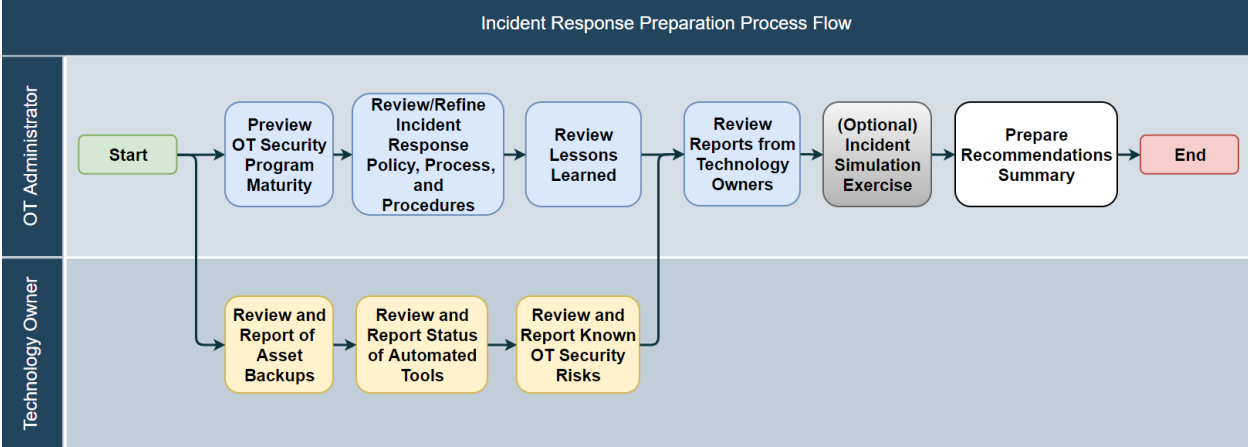 Incident Response Preparation Process Flow
OT Administrator
Start
Preview
OT Security
Program
Maturity
Review/Refine
Incident
Response
Policy, Process,
and
Procedures
Review
Lessons
Learned
Review
Reports from
Technology
Owners
(Optional)
Incident
Simulation
Exercise
Prepare
Recommendations
Summary
End
Technology Owner
Review and
Report of
Asset
Backups
Review and
Report Status
of Automated
Tools
Review and
Report Known
OT Security
Risks